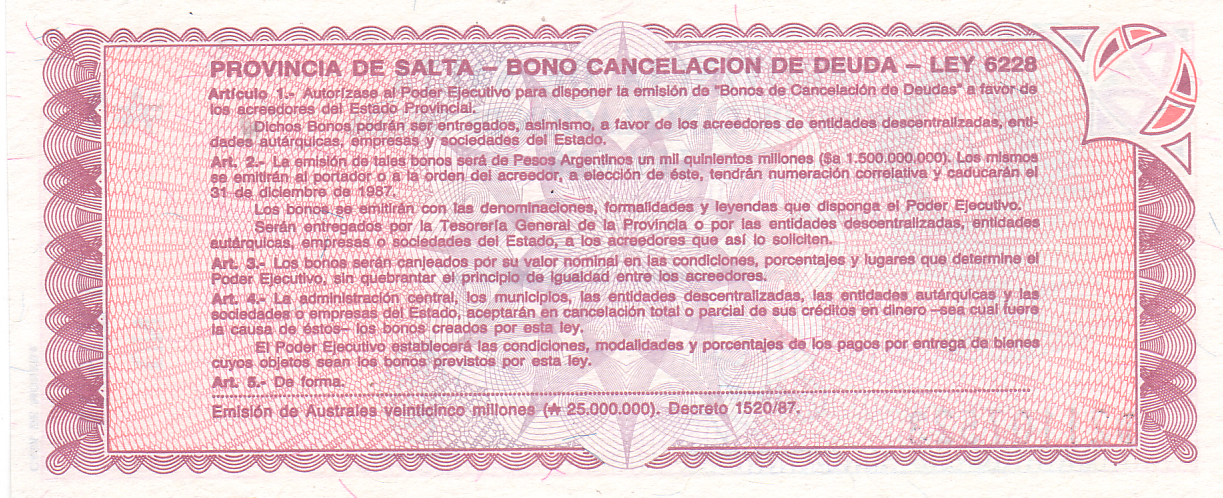 PROVINCIA DE SALTA – BONO CANCELACION DE DEUDA – LEY 6228
Artículo 1.- Autorízase al Poder Ejecutivo para disponer la emisión de "Bonos de Cancelación de Deudas" a favor de
los acreedores del Estado Provincial.
Dichos Bonos podrán ser entregados, asimismo, a favor de los acreedores de entidades descentralizadas, enti-
dades autárquicas, empresas y sociedades del Estado.
Art. 2.- La emisión de tales bonos será de Pesos Argentinos un mil quinientos millones ($a 1.500.000.000). Los mismos
se emitirán al portador o a la orden del acreedor, a elección de éste, tendrán numeración correlativa y caducarán el
31 de diciembre de 1987.
Los bonos se emitirán con las denominaciones, formalidades y leyendas que disponga el Poder Ejecutivo.
Serán entregados por la Tesorería General de la Provincia o por las entidades descentralizadas, entidades
autárquicas, empresas o sociedades del Estado, a los acreedores que así lo soliciten.
Art. 3.- Los bonos serán canjeados por su valor nominal en las condiciones, porcentajes y lugares que determine el
Poder Ejecutivo, sin quebrantar el principio de igualdad entre los acreedores.
Art. 4.- La administración central, los municipios, las entidades descentralizadas, las entidades autárquicas y las
sociedades o empresas del Estado, aceptarán en cancelación total o parcial de sus créditos en dinero –sea cual fuere
la causa de éstos– los bonos creados por esta ley.
El Poder Ejecutivo establecerá las condiciones, modalidades y porcentajes de los pagos por entrega de bienes
cuyos objetos sean los bonos previstos por esta ley.
Art. 5.- De forma.
Emisión de Australes veinticinco millones (₳ 25.000.000). Decreto 1520/87.